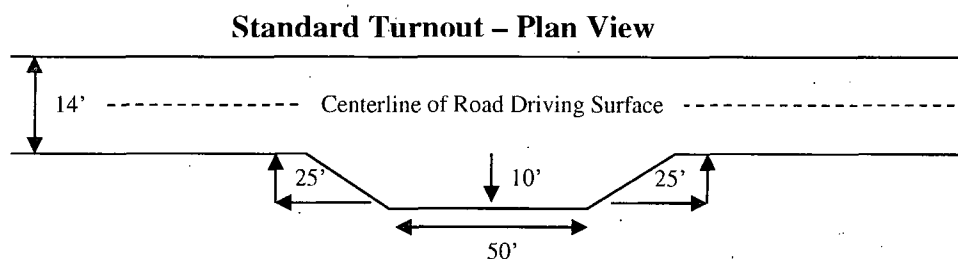 Standard Turnout – Plan View
14' Centerline of Road Driving Surface
25' 10' 25'
50'